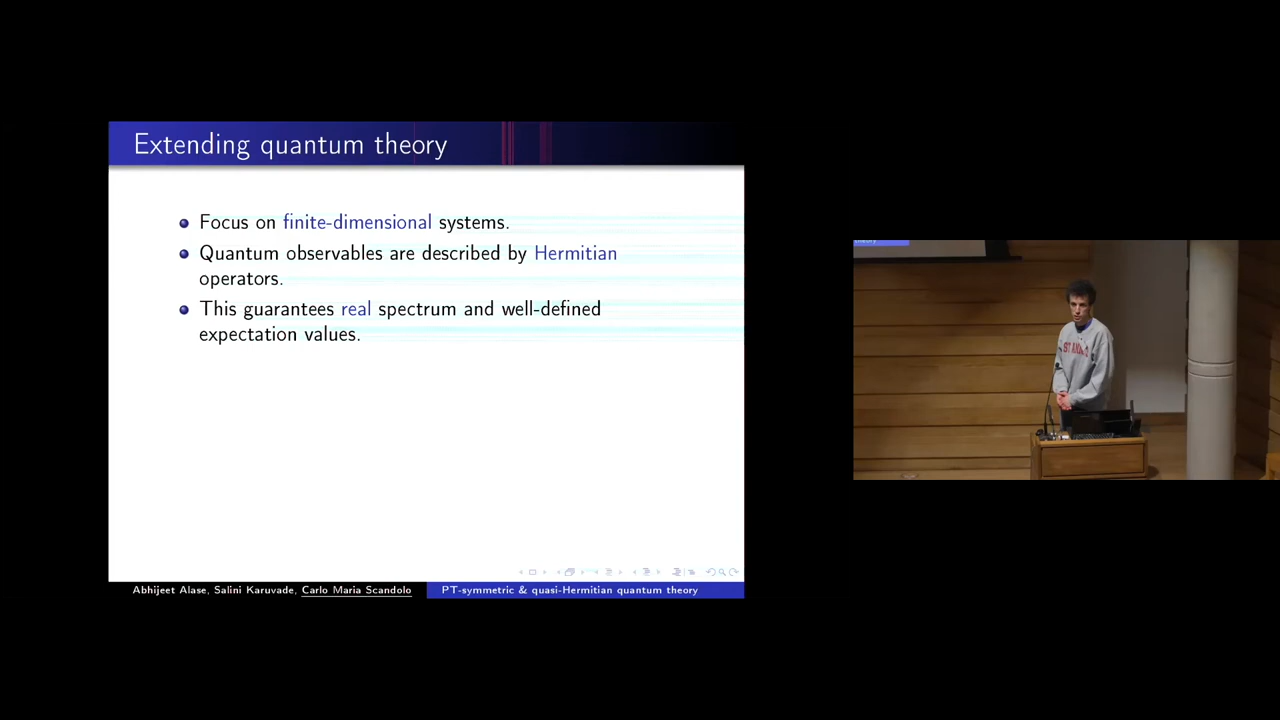 Extending quantum theory
Focus on finite-dimensional systems.
Quantum observables are described by Hermitian
operators.
This guarantees real spectrum and well-defined
expectation values.
Abhijeet Alase, Salini Karuvade, Carlo Maria Scandolo
PT-symmetric & quasi-Hermitian quantum theory